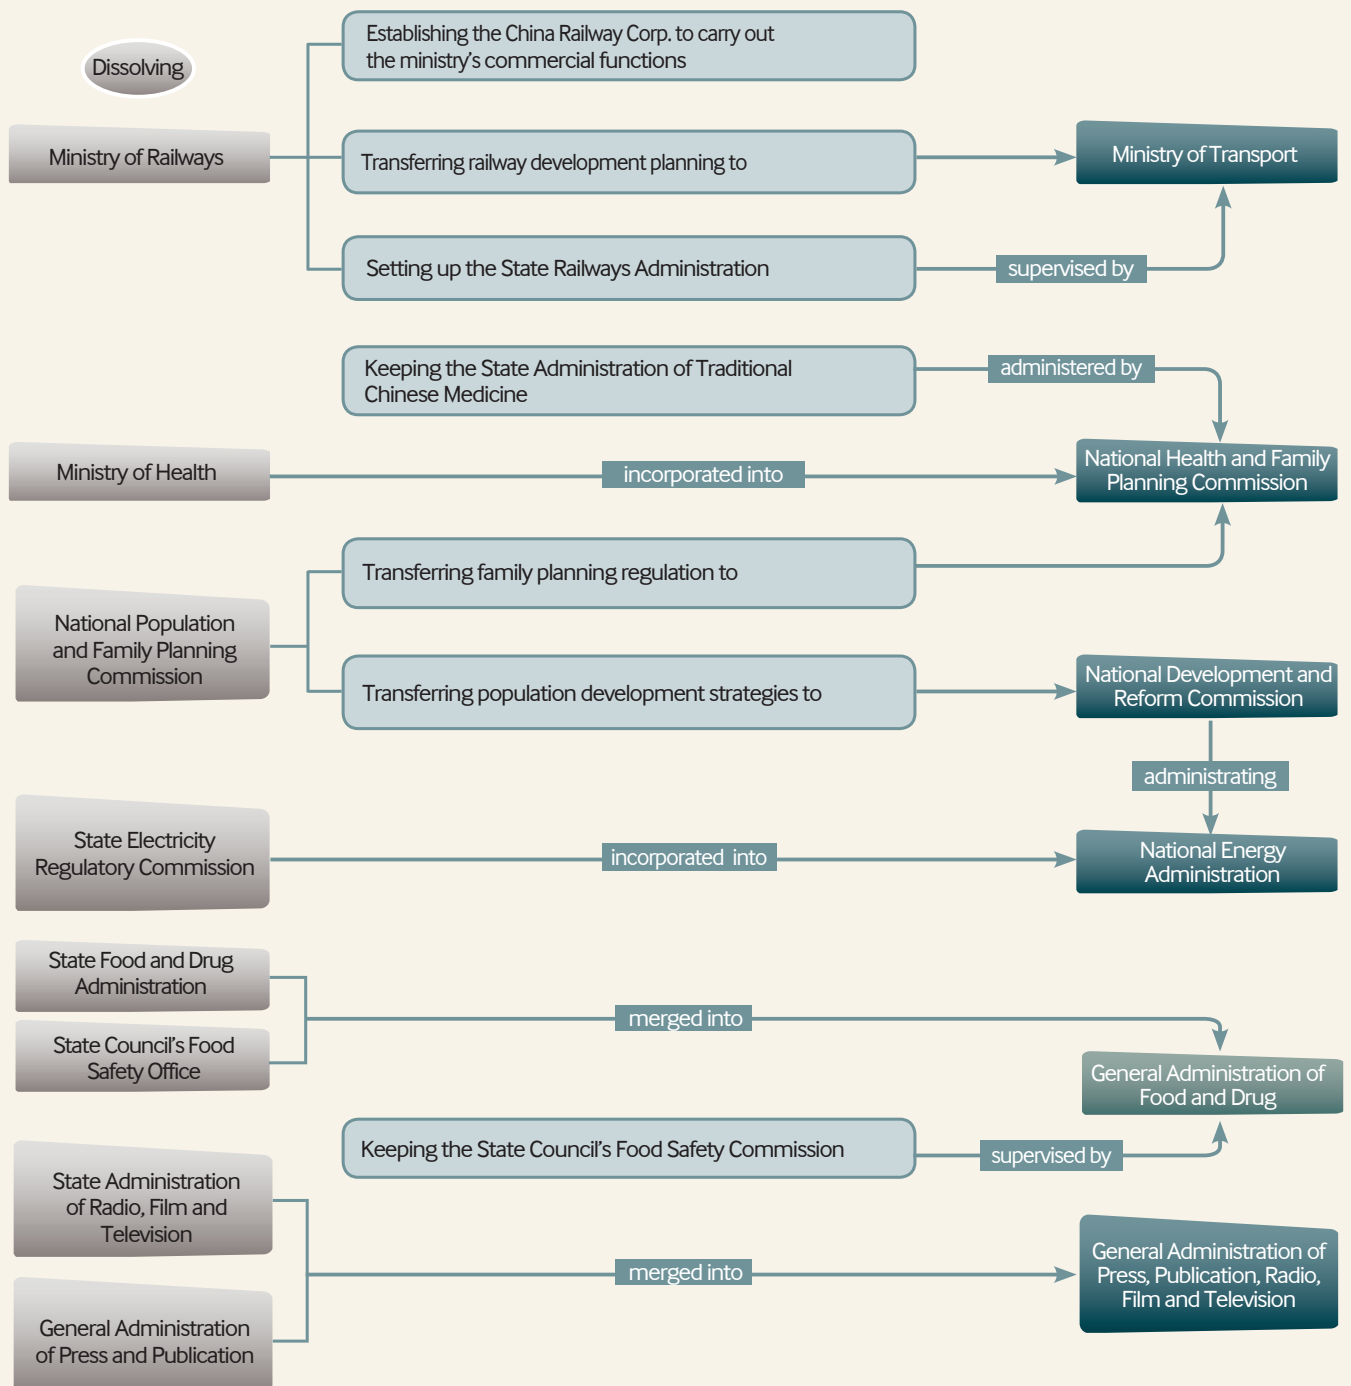 Dissolving
Establishing the China Railway Corp. to carry out
the ministry's commercial functions
Ministry of Railways
Transferring railway development planning to
Ministry of Transport
Setting up the State Railways Administration
supervised by
Keeping the State Administration of Traditional
Chinese Medicine
administered by
Ministry of Health
incorporated into
National Health and Family
Planning Commission
National Population
and Family Planning
Commission
Transferring family planning regulation to
Transferring population development strategies to
National Development and
Reform Commission
administrating
State Electricity
Regulatory Commission
incorporated into
National Energy
Administration
State Food and Drug
Administration
State Council's Food
Safety Office
merged into
General Administration of
Food and Drug
Keeping the State Council's Food Safety Commission
supervised by
State Administration
of Radio, Film and
Television
General Administration
of Press and Publication
merged into
General Administration of
Press, Publication, Radio,
Film and Television